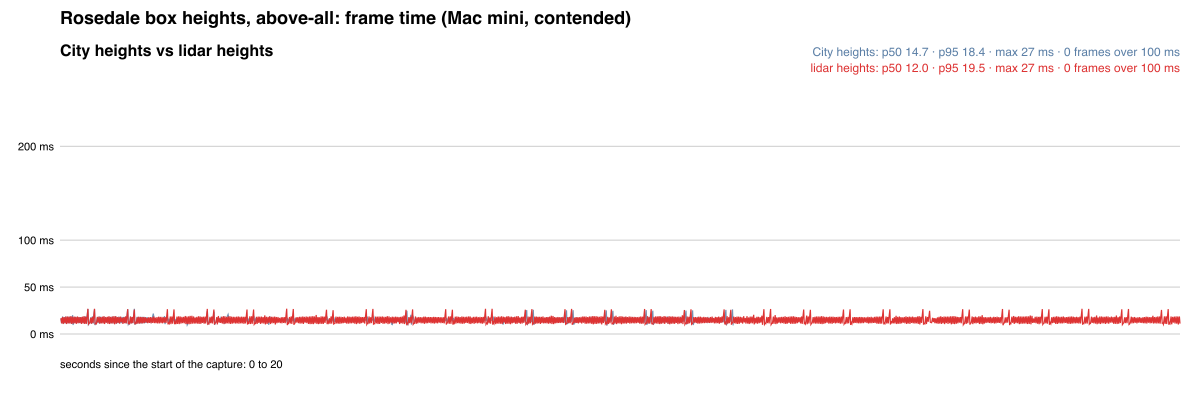 Rosedale box heights, above-all: frame time (Mac mini, contended)
City heights vs lidar heights
City heights: p50 14.7 · p95 18.4 · max 27 ms · 0 frames over 100 ms
lidar heights: p50 12.0 · p95 19.5 · max 27 ms · 0 frames over 100 ms
200 ms
100 ms
50 ms
0 ms
seconds since the start of the capture: 0 to 20